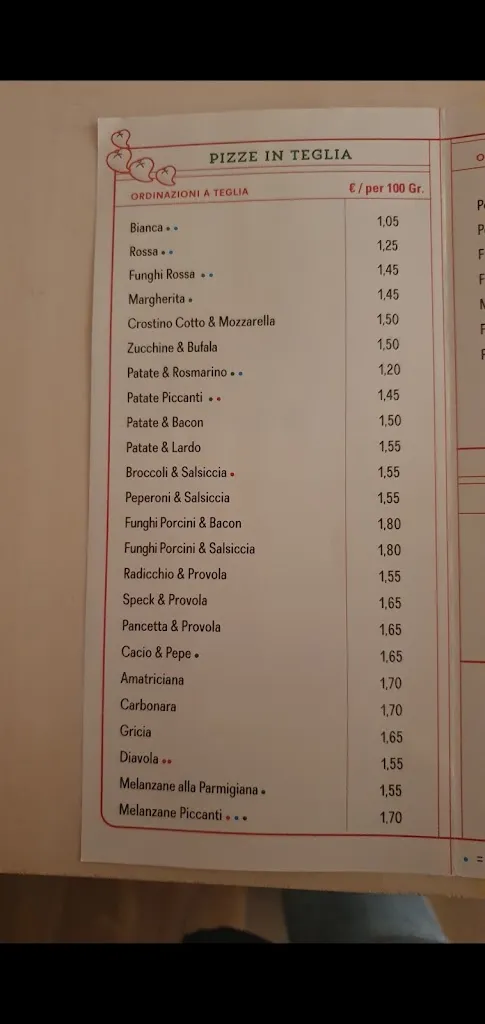 PIZZE IN TEGLIA
ORDINAZIONI A TEGLIA € / per 100 Gr.
Bianca •• 1,05
Rossa •• 1,25
Funghi Rossa •• 1,45
Margherita • 1,45
Crostino Cotto & Mozzarella 1,50
Zucchine & Bufala 1,50
Patate & Rosmarino •• 1,20
Patate Piccanti •• 1,45
Patate & Bacon 1,50
Patate & Lardo 1,55
Broccoli & Salsiccia • 1,55
Peperoni & Salsiccia 1,55
Funghi Porcini & Bacon 1,80
Funghi Porcini & Salsiccia 1,80
Radicchio & Provola 1,55
Speck & Provola 1,65
Pancetta & Provola 1,65
Cacio & Pepe • 1,65
Amatriciana 1,70
Carbonara 1,70
Gricia 1,65
Diavola •• 1,55
Melanzane alla Parmigiana • 1,55
Melanzane Piccanti ••• 1,70
• =